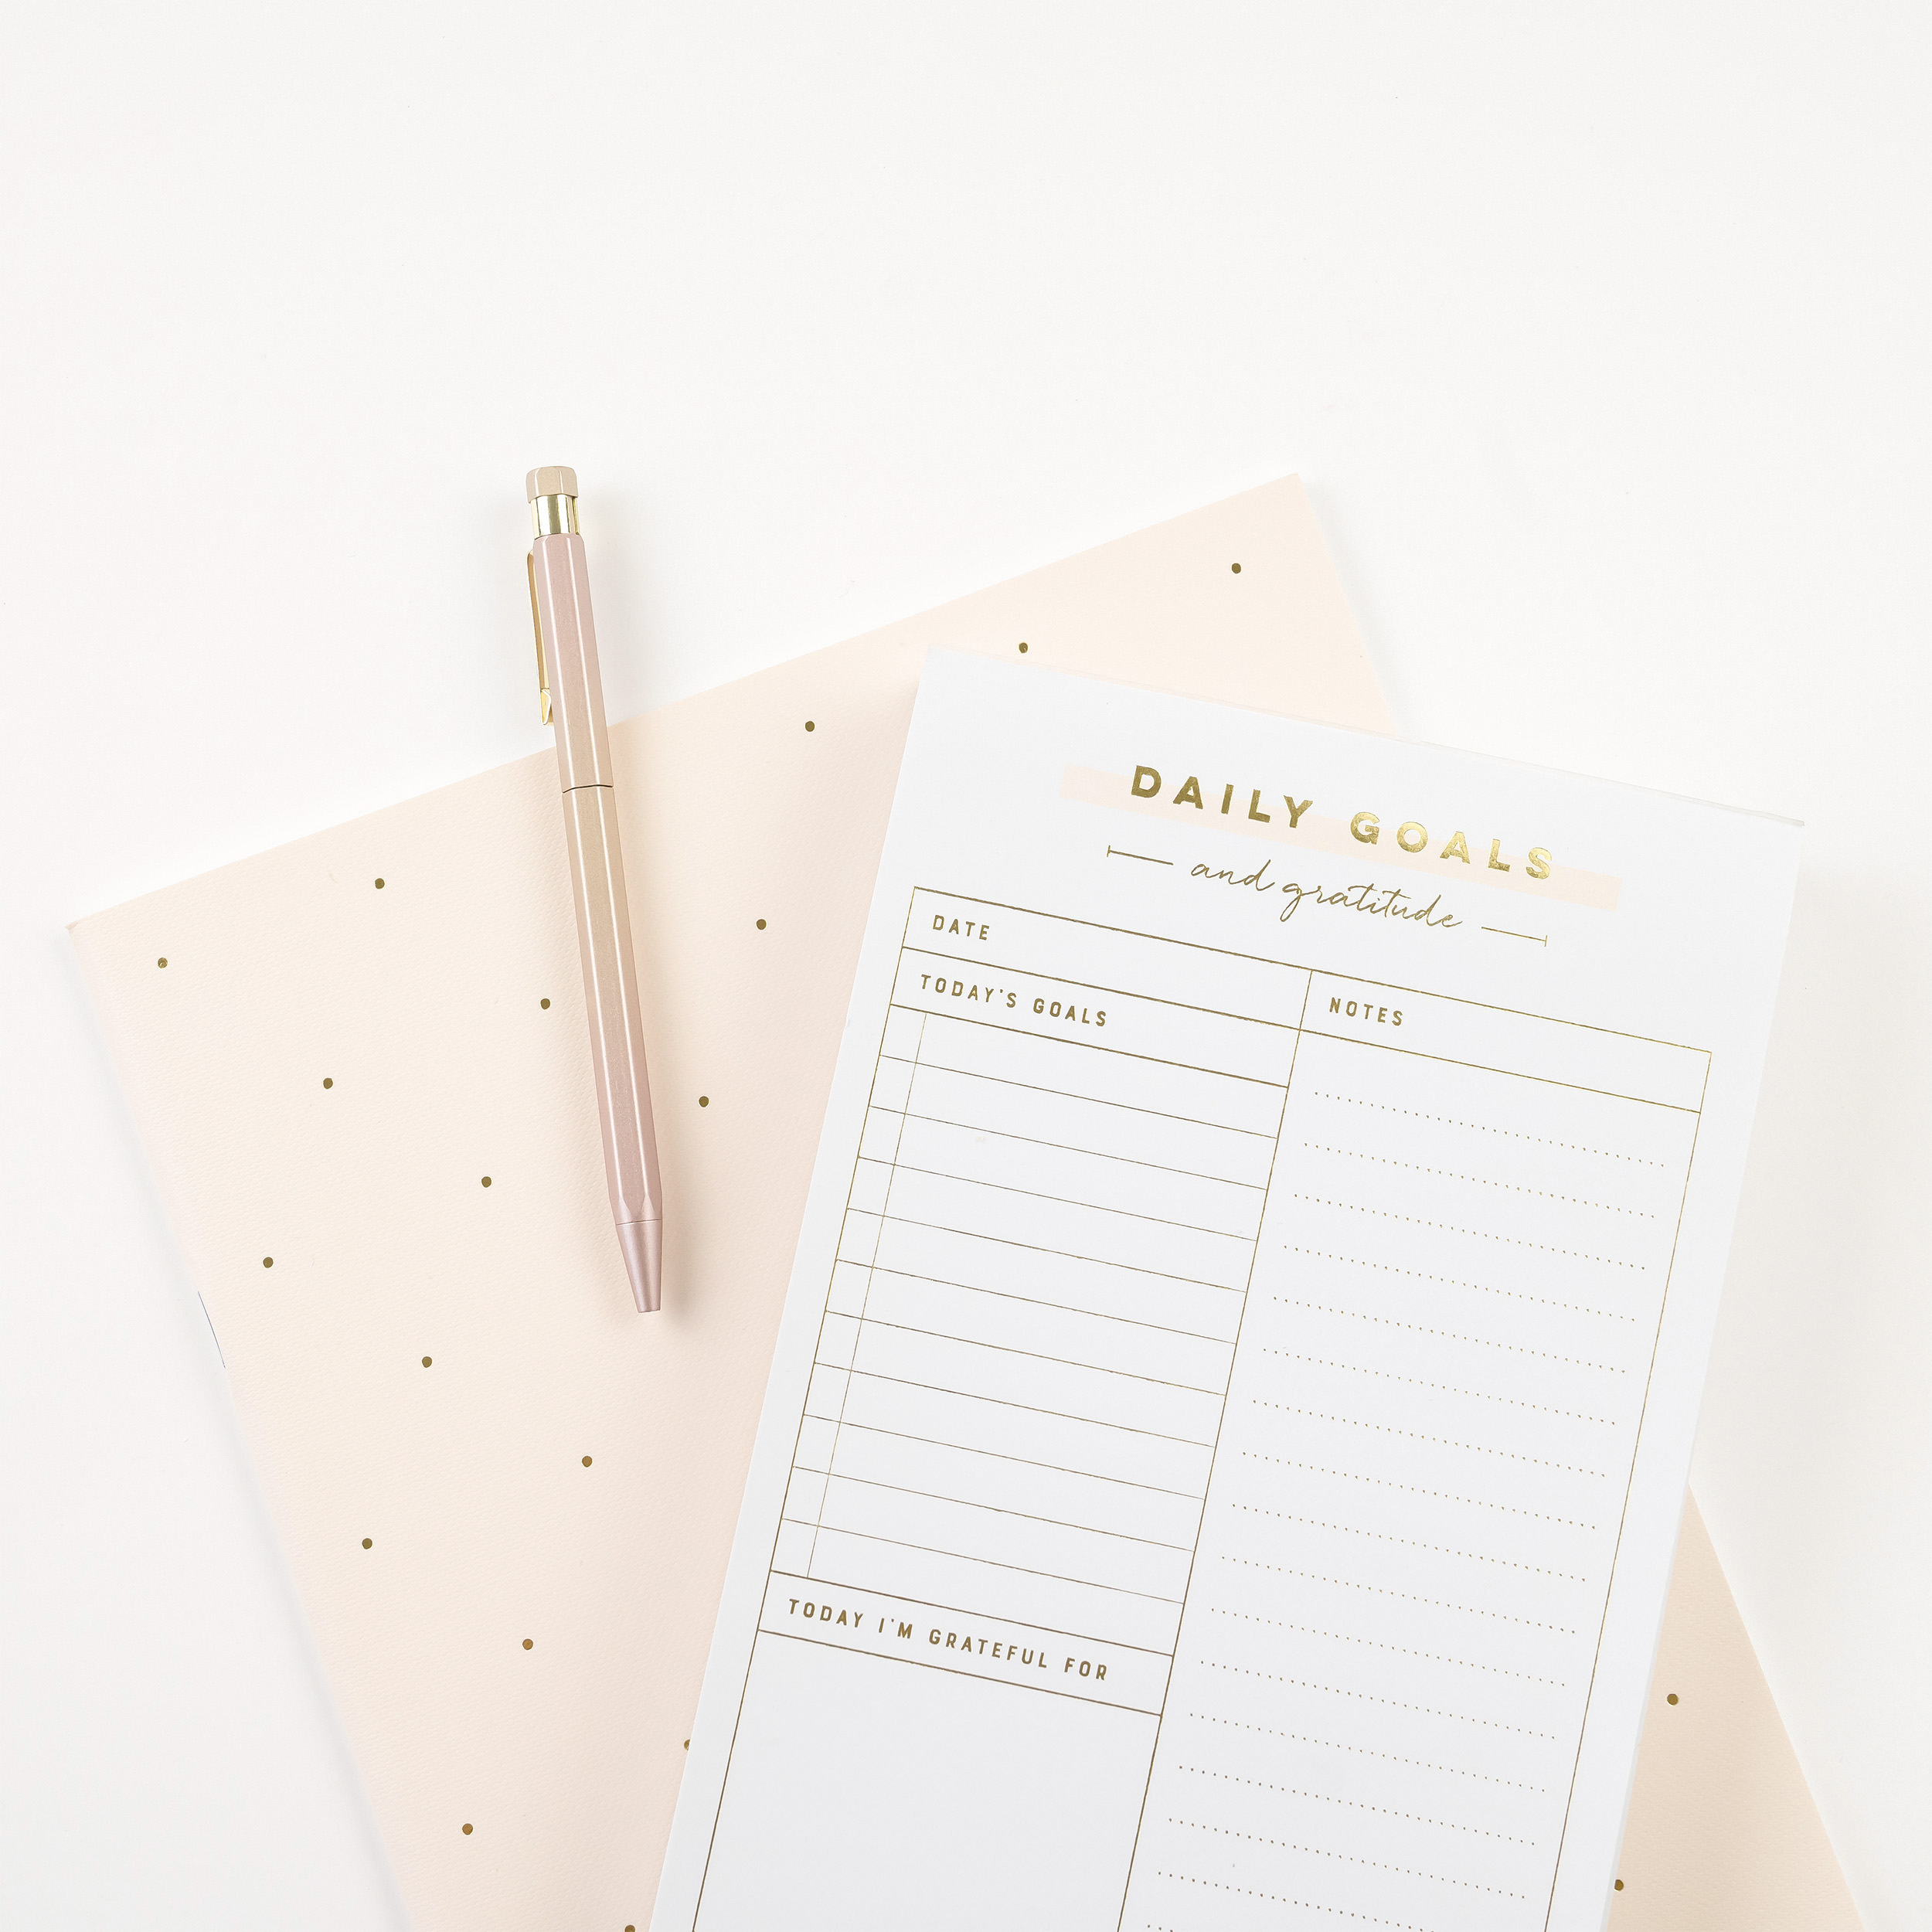 DAILY GOALS
and gratitude
DATE
TODAY'S GOALS
NOTES
TODAY I'M GRATEFUL FOR